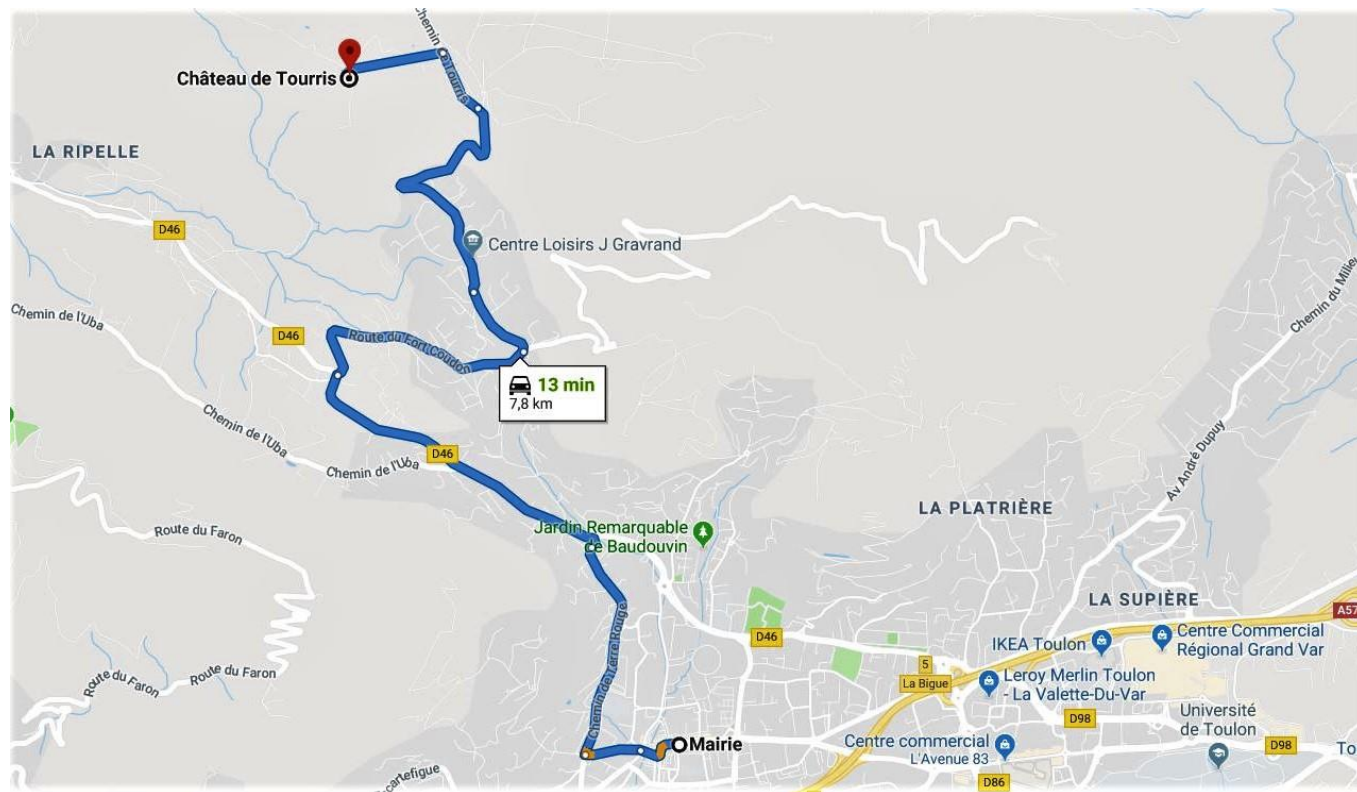 Chemin de Tourris
Château de Tourris
LA RIPELLE
D46
Centre Loisirs J Gravrand
Chemin de l'Uba
D46
Route du Fort Coudon
Chemin du Milieu
13 min
7,8 km
Chemin de l'Uba
D46
Chemin de l'Uba
Av André Dupuy
LA PLATRIÈRE
Route du Faron
Jardin Remarquable
de Baudouvin
LA SUPIÈRE
A57
Chemin de Terre Rouge
D46
IKEA Toulon
Centre Commercial
Régional Grand Var
5
La Bigue
Leroy Merlin Toulon
- La Valette-Du-Var
Route du Faron
Route du Faron
D98
Université
de Toulon
Mairie
Centre commercial
L'Avenue 83
D98
To
D86
cartefigue